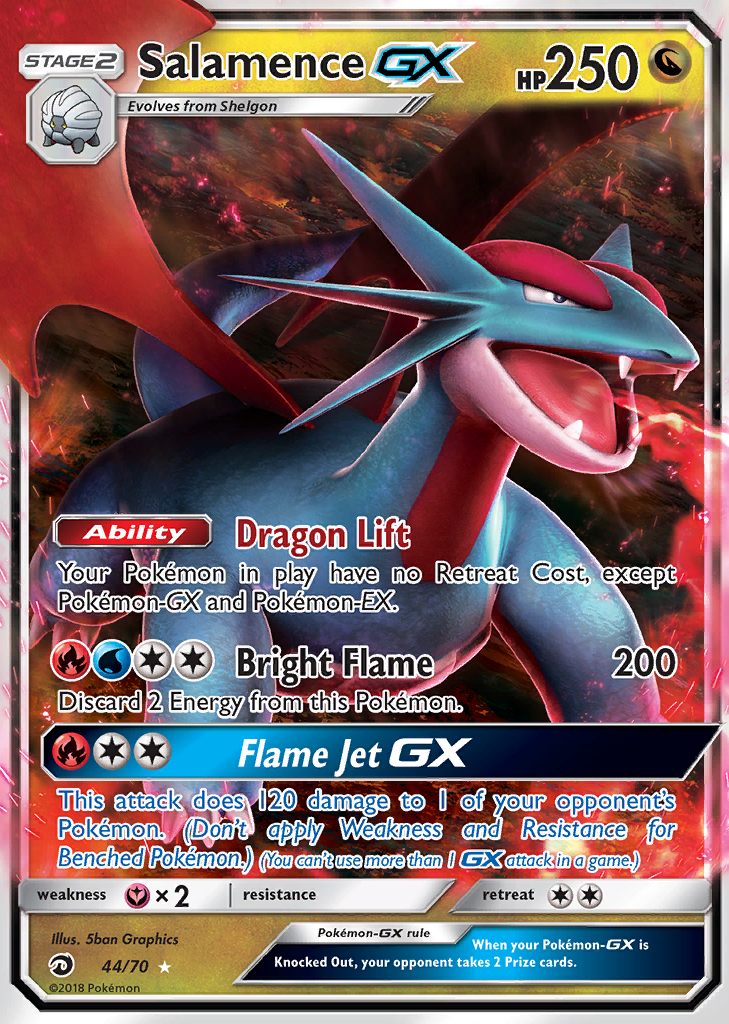 STAGE2
Salamence GX
HP250
Evolves from Shelgon
Ability Dragon Lift
Your Pokémon in play have no Retreat Cost, except
Pokémon-GX and Pokémon-EX.
Bright Flame 200
Discard 2 Energy from this Pokémon.
Flame Jet GX
This attack does 120 damage to 1 of your opponent's
Pokémon. (Don't apply Weakness and Resistance for
Benched Pokémon.) (You can't use more than 1 GX attack in a game.)
weakness ×2 resistance retreat
Illus. 5ban Graphics
44/70
©2018 Pokémon
Pokémon-GX rule
When your Pokémon-GX is
Knocked Out, your opponent takes 2 Prize cards.